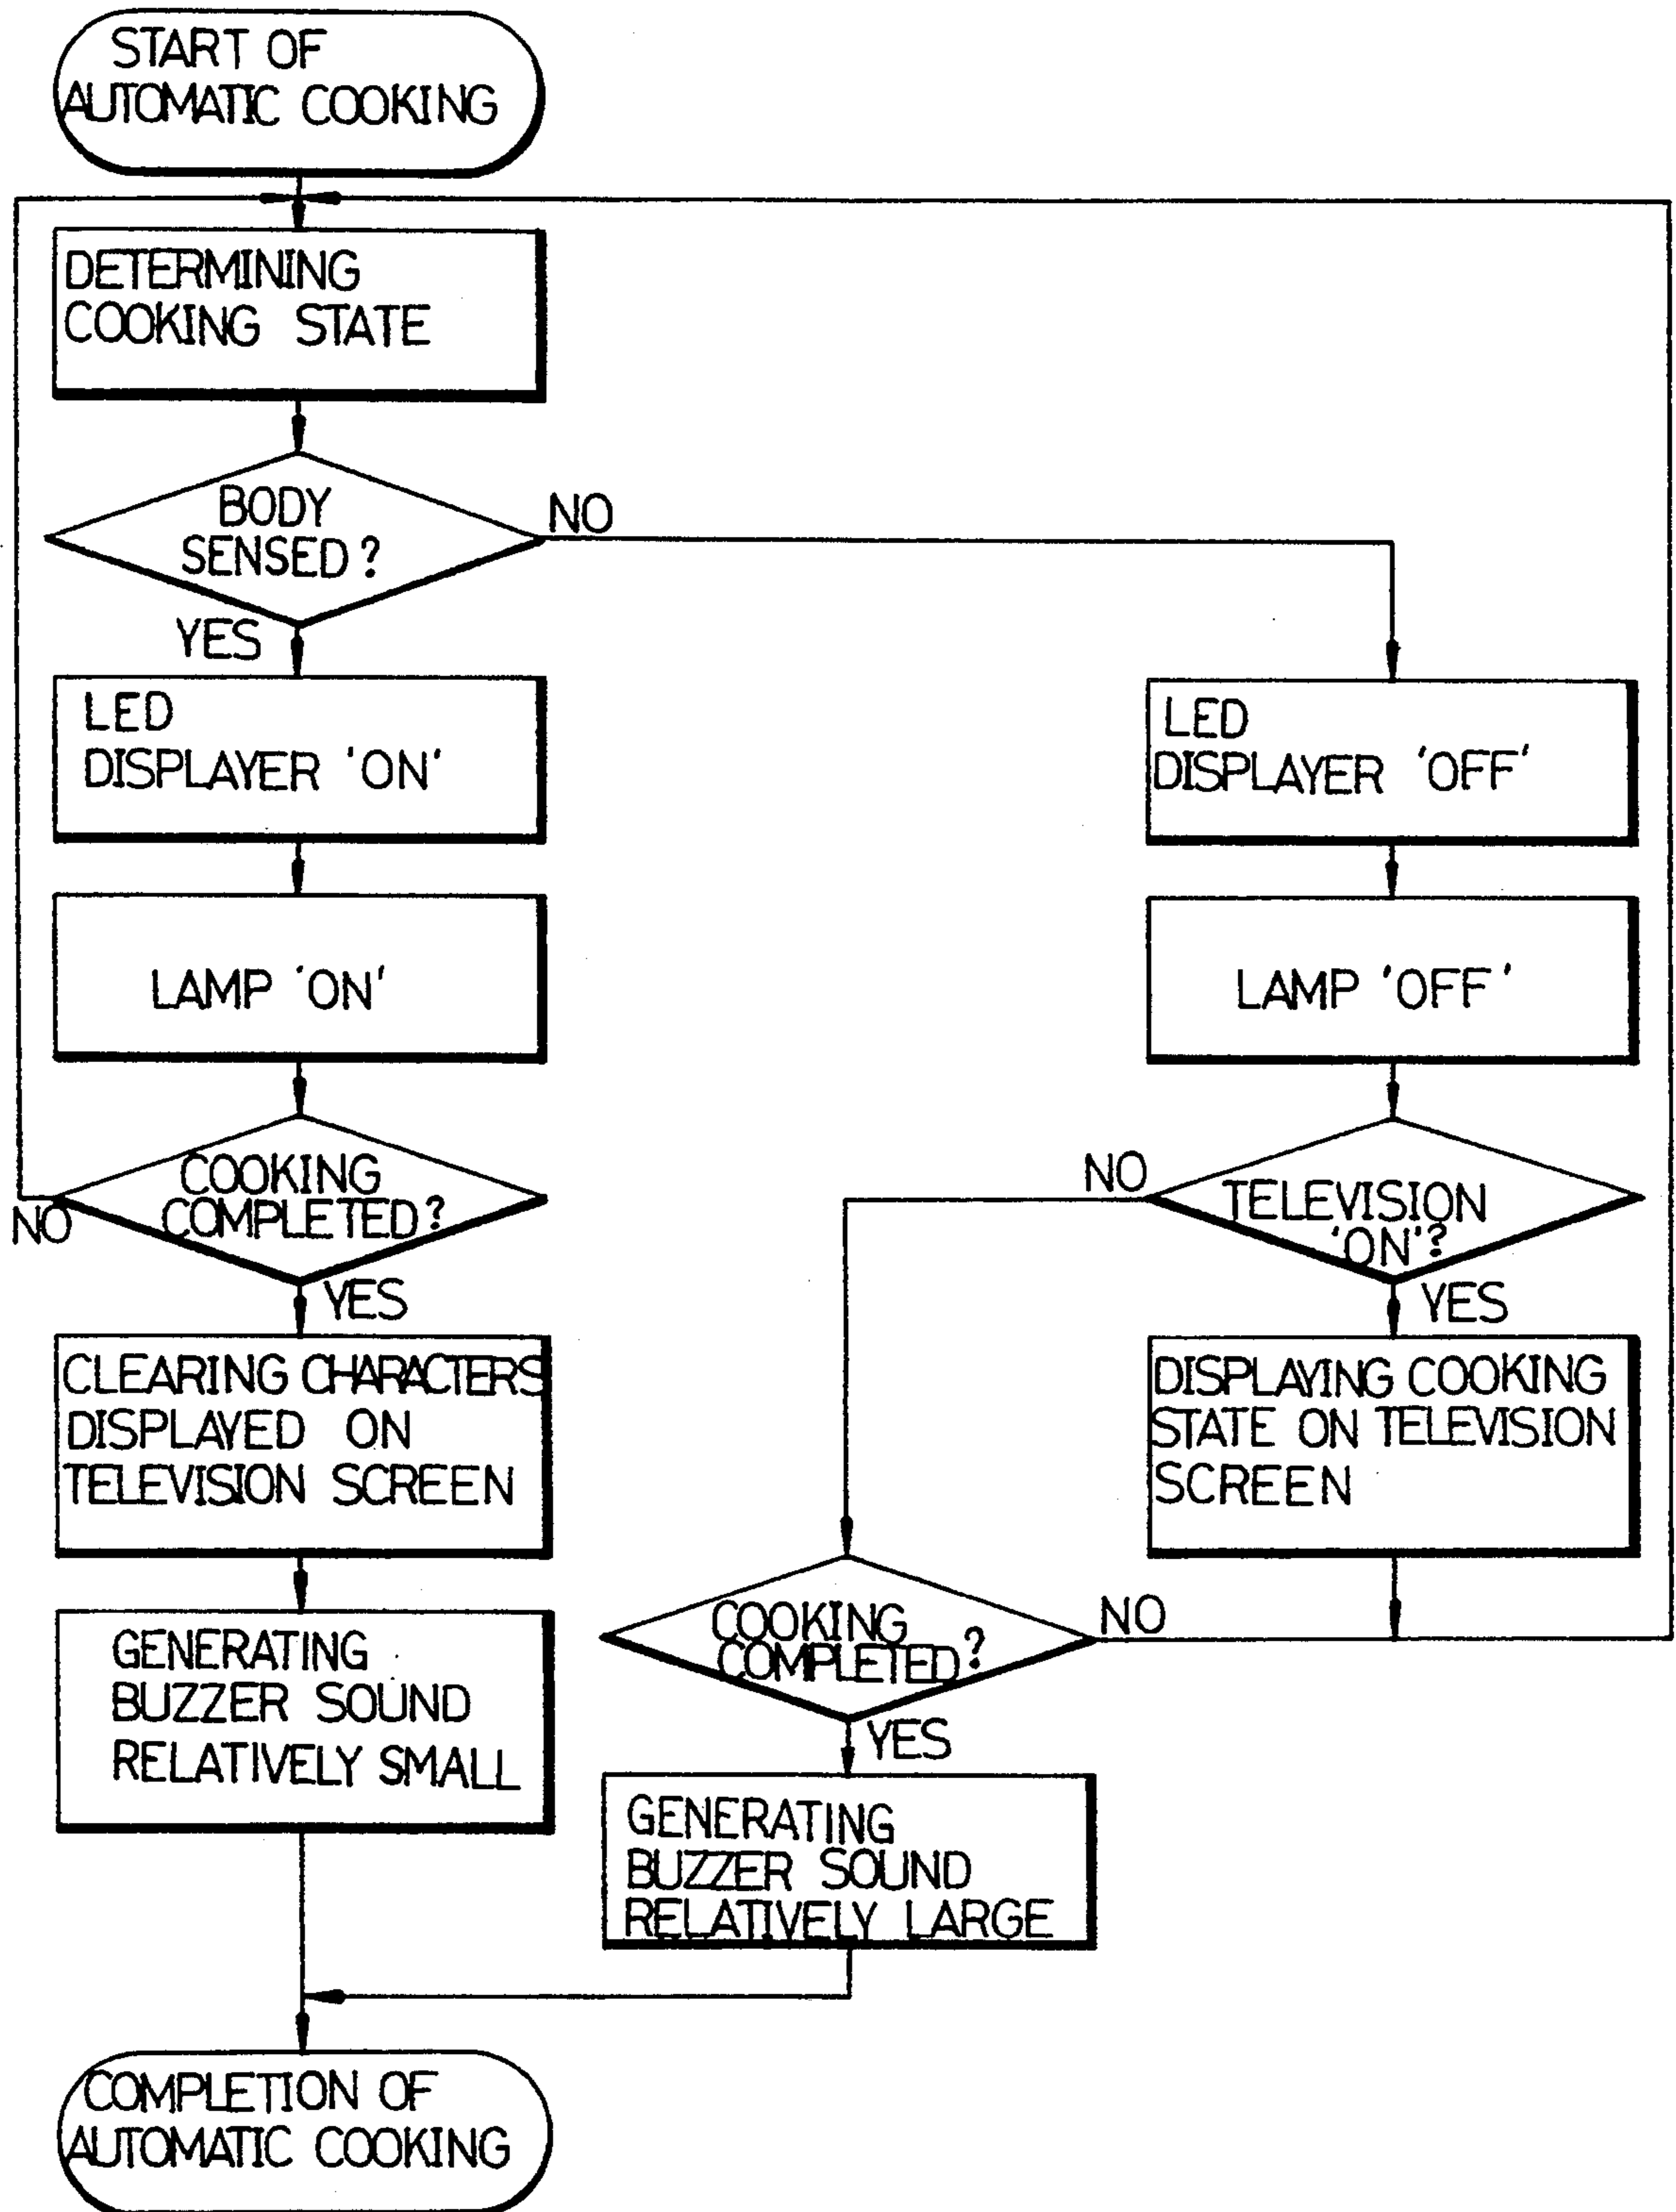 START OF
AUTOMATIC COOKING
DETERMINING
COOKING STATE
BODY
SENSED?
NO
YES
LED
DISPLAYER 'ON'
LED
DISPLAYER 'OFF'
LAMP 'ON'
LAMP 'OFF'
COOKING
COMPLETED?
NO
YES
NO
TELEVISION
'ON'?
YES
CLEARING CHARACTERS
DISPLAYED ON
TELEVISION SCREEN
DISPLAYING COOKING
STATE ON TELEVISION
SCREEN
COOKING
COMPLETED?
NO
YES
GENERATING
BUZZER SOUND
RELATIVELY SMALL
GENERATING
BUZZER SOUND
RELATIVELY LARGE
COMPLETION OF
AUTOMATIC COOKING